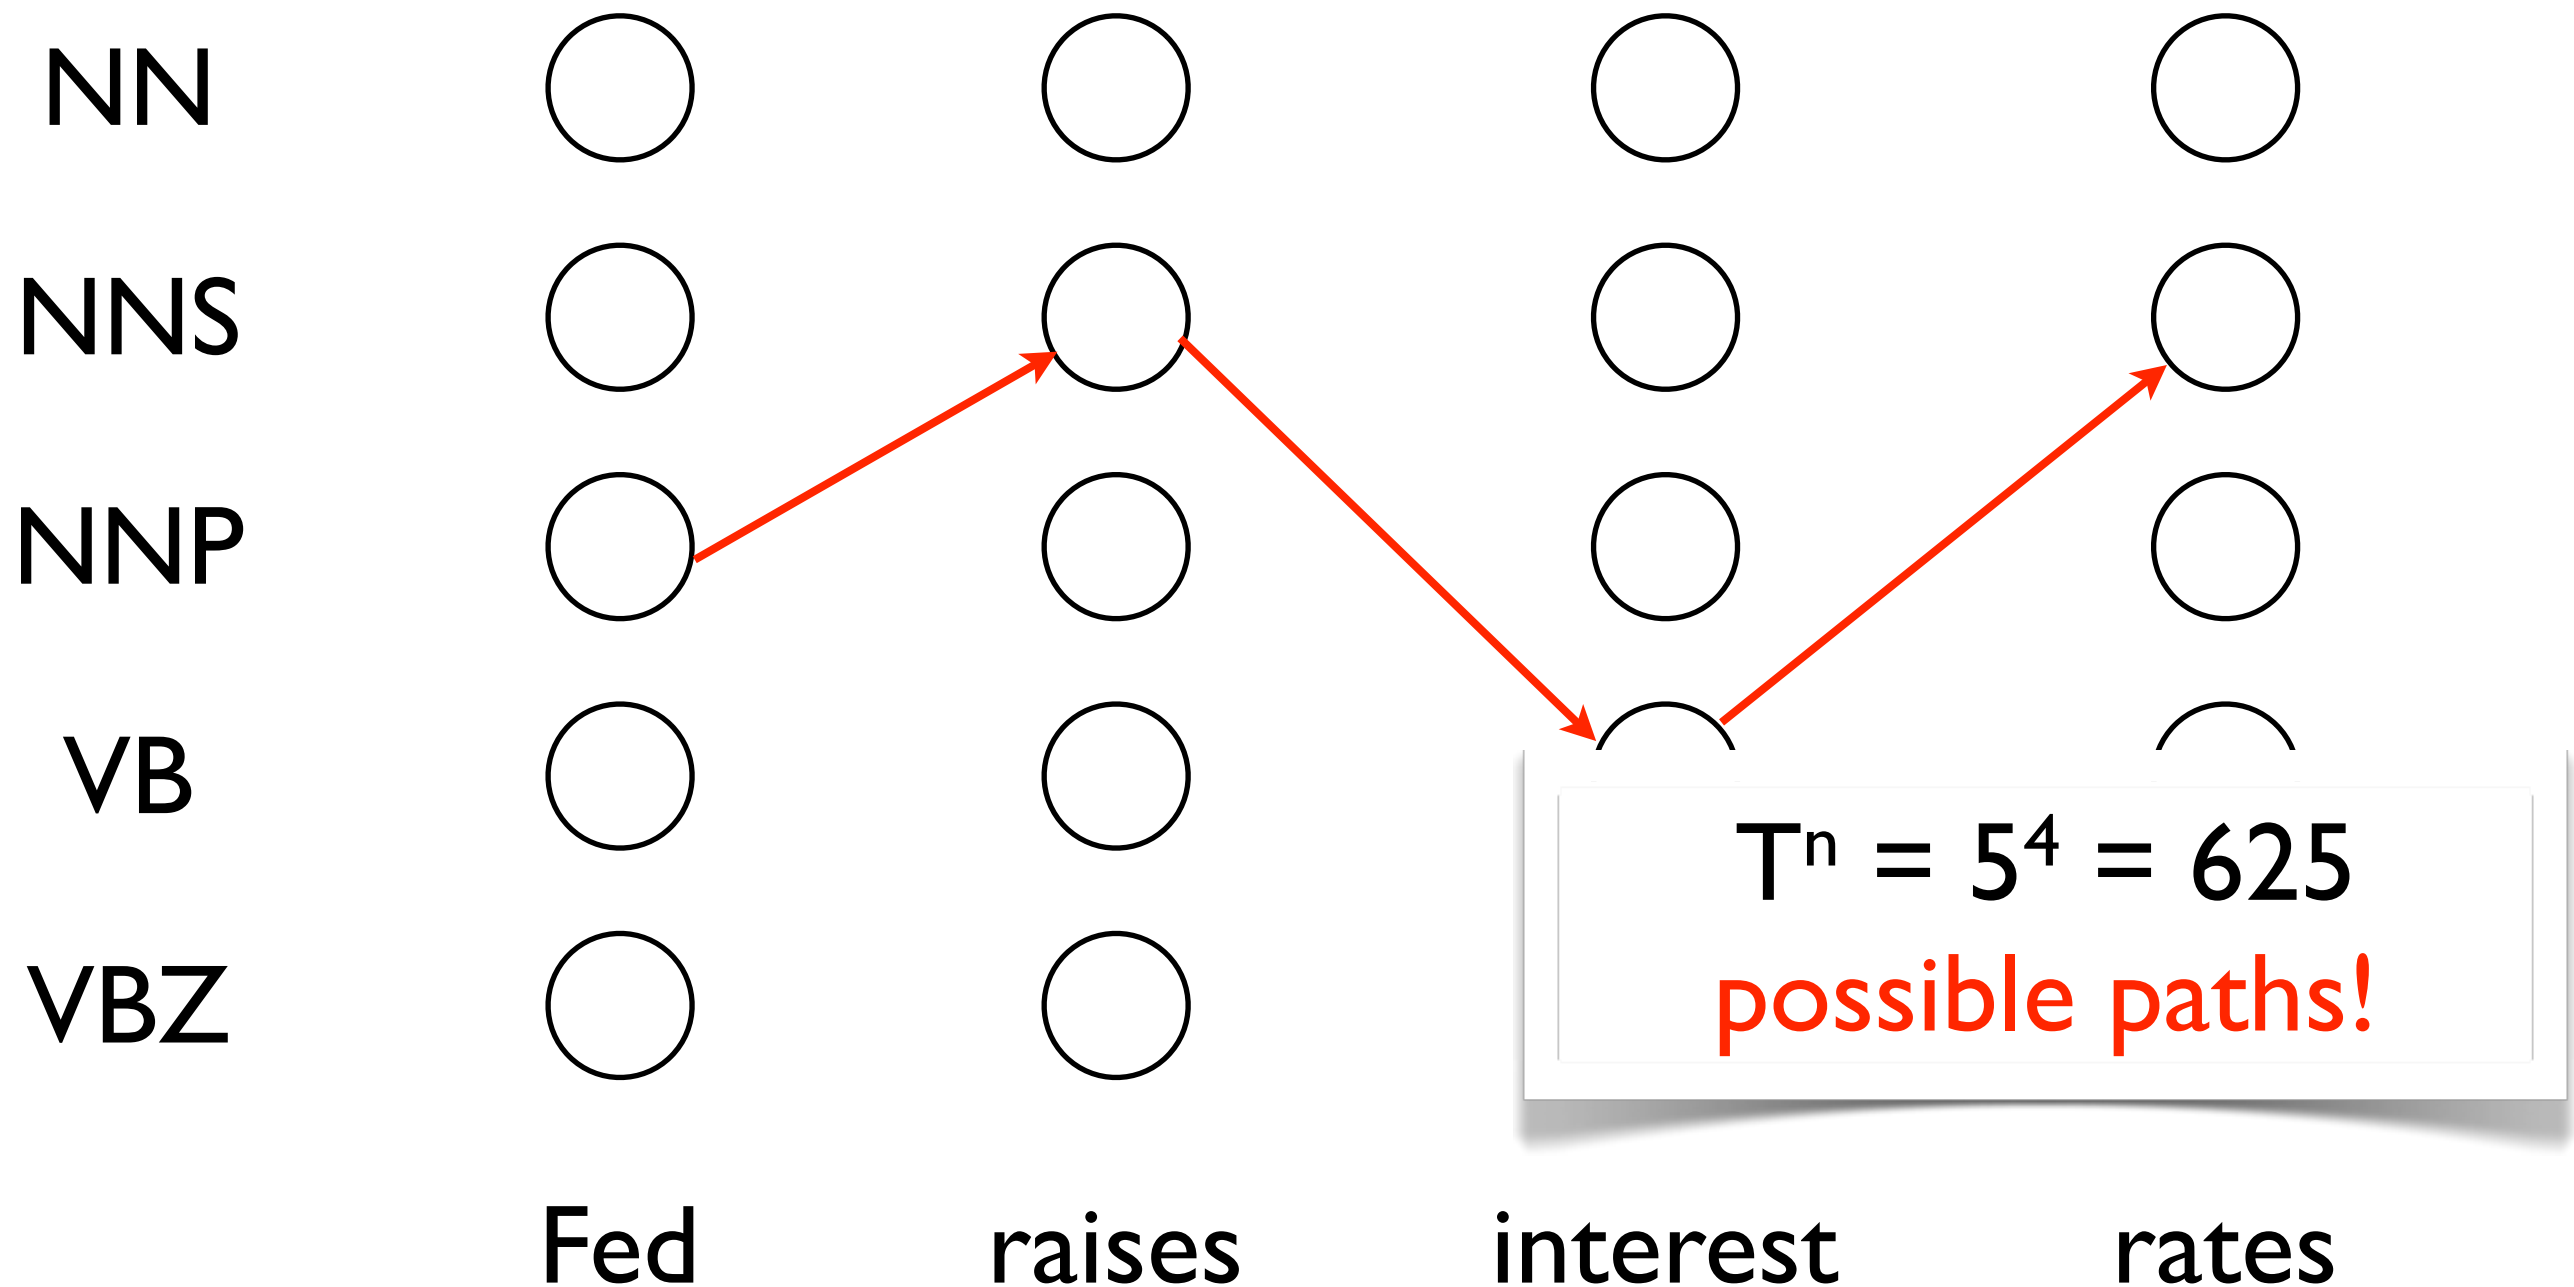 NN
NNS
NNP
VB
VBZ
Tⁿ = 5⁴ = 625
possible paths!
Fed raises interest rates